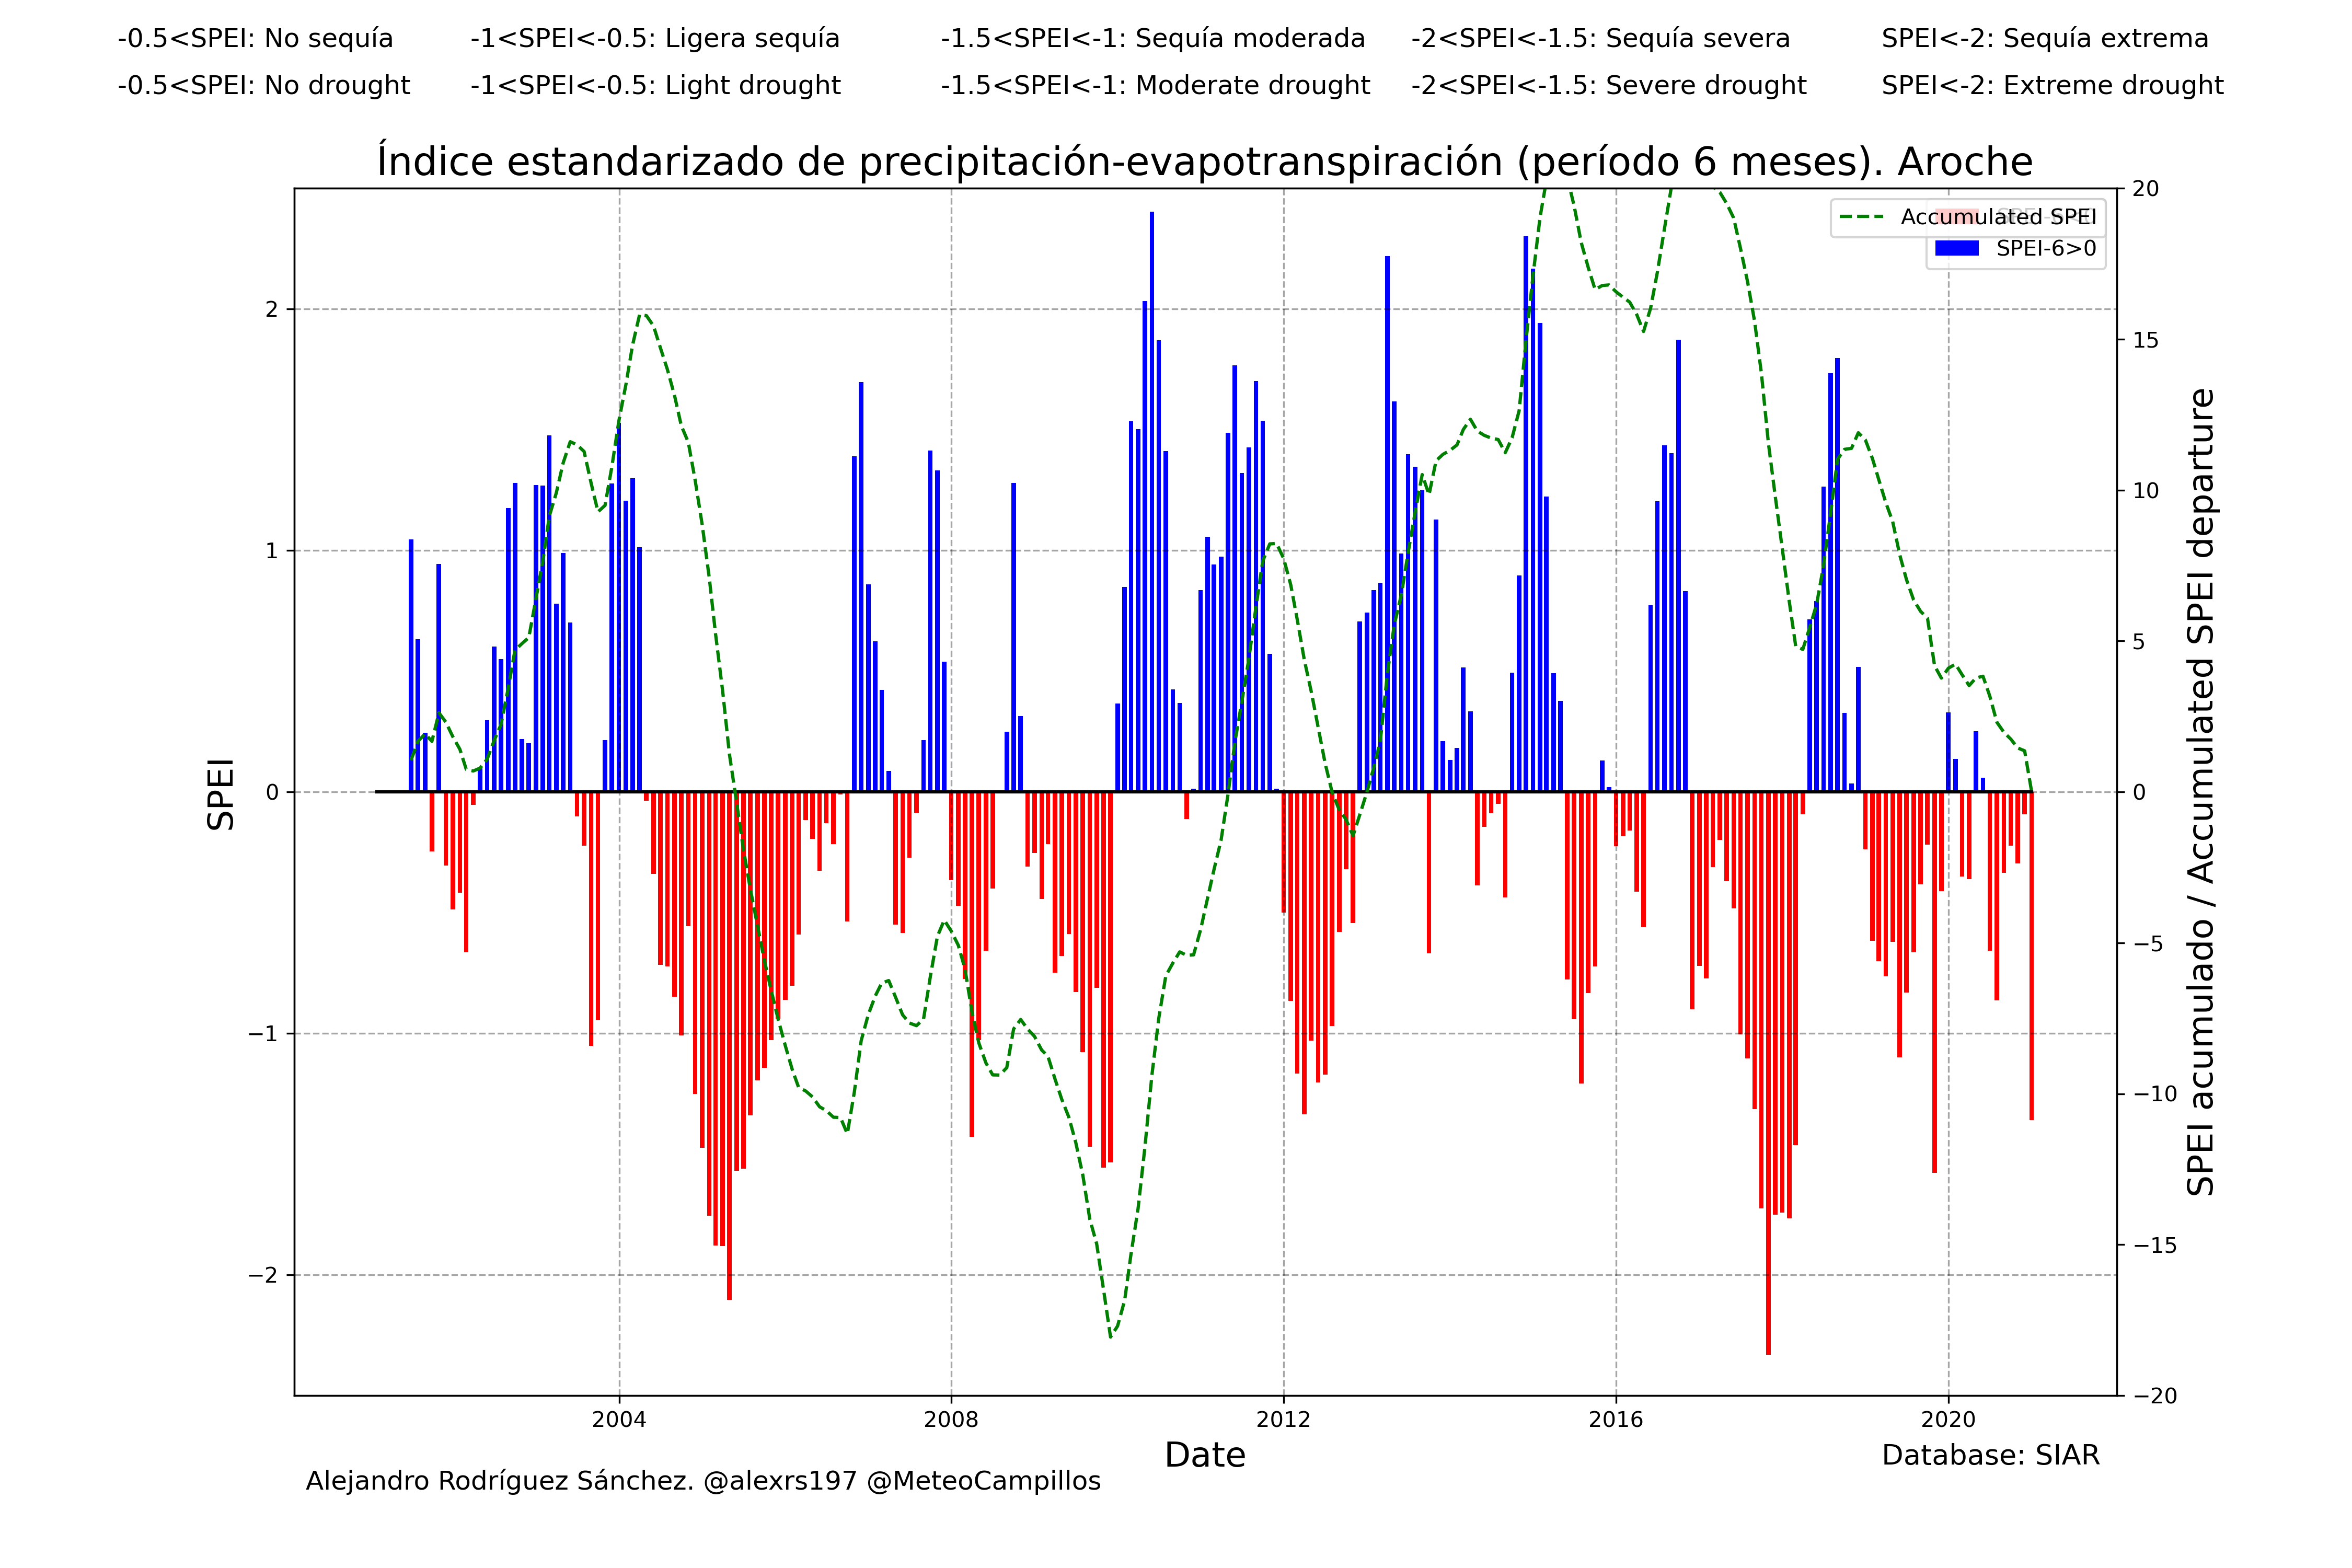 -0.5<SPEI: No sequía -1<SPEI<-0.5: Ligera sequía -1.5<SPEI<-1: Sequía moderada -2<SPEI<-1.5: Sequía severa SPEI<-2: Sequía extrema
-0.5<SPEI: No drought -1<SPEI<-0.5: Light drought -1.5<SPEI<-1: Moderate drought -2<SPEI<-1.5: Severe drought SPEI<-2: Extreme drought
Índice estandarizado de precipitación-evapotranspiración (período 6 meses). Aroche
Accumulated SPEI
SPEI-6>0
2
1
0
−1
−2
SPEI
20
15
10
5
0
−5
−10
−15
−20
SPEI acumulado / Accumulated SPEI departure
2004 2008 2012 2016 2020
Date
Database: SIAR
Alejandro Rodríguez Sánchez. @alexrs197 @MeteoCampillos